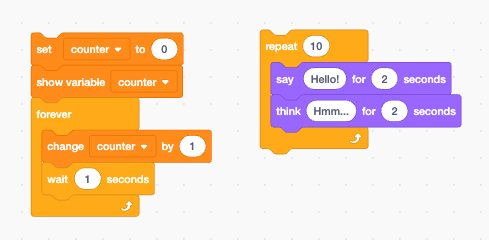 set counter to 0
show variable counter
forever
change counter by 1
wait 1 seconds
repeat 10
say Hello! for 2 seconds
think Hmm... for 2 seconds